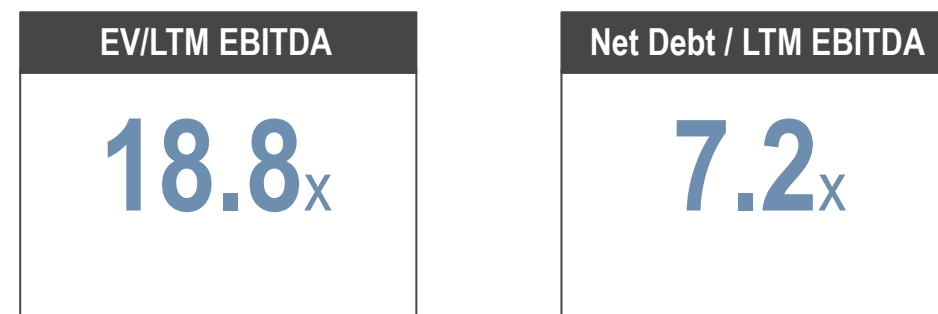 EV/LTM EBITDA
18.8x
Net Debt / LTM EBITDA
7.2x